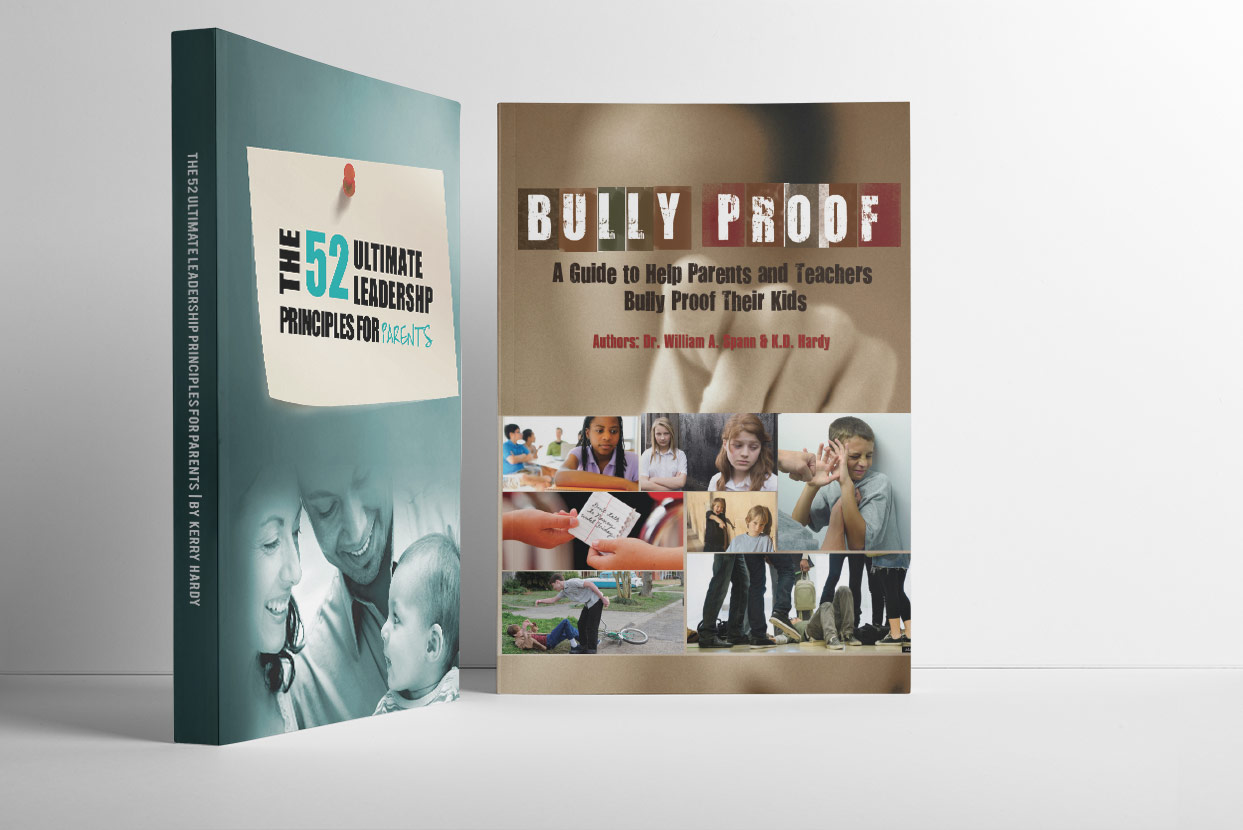 THE 52 ULTIMATE LEADERSHIP PRINCIPLES FOR PARENTS | BY KERRY HARDY
THE 52 ULTIMATE
LEADERSHP
PRINCIPLES FOR PARENTS
BULLY PROOF
A Guide to Help Parents and Teachers
Bully Proof Their Kids
Authors: Dr. William A. Spann & K.D. Hardy